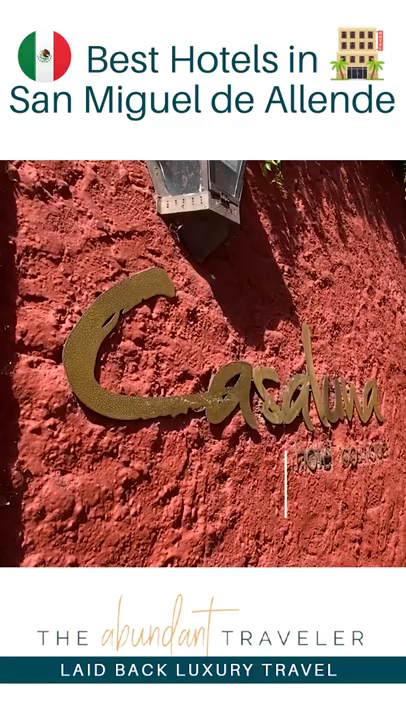 Best Hotels in
San Miguel de Allende
Casaluna
THE abundant TRAVELER
LAID BACK LUXURY TRAVEL